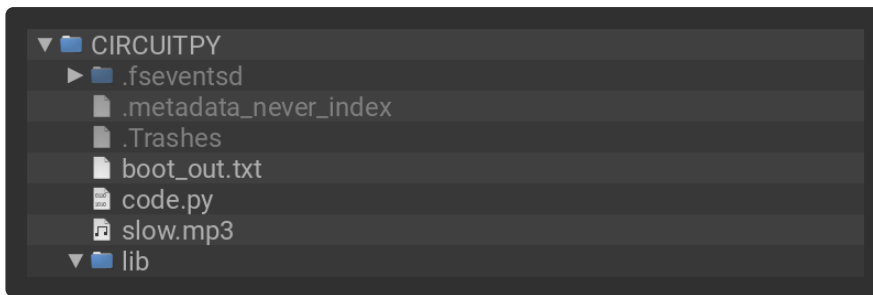 CIRCUITPY
.fseventsd
.metadata_never_index
.Trashes
boot_out.txt
code.py
slow.mp3
lib